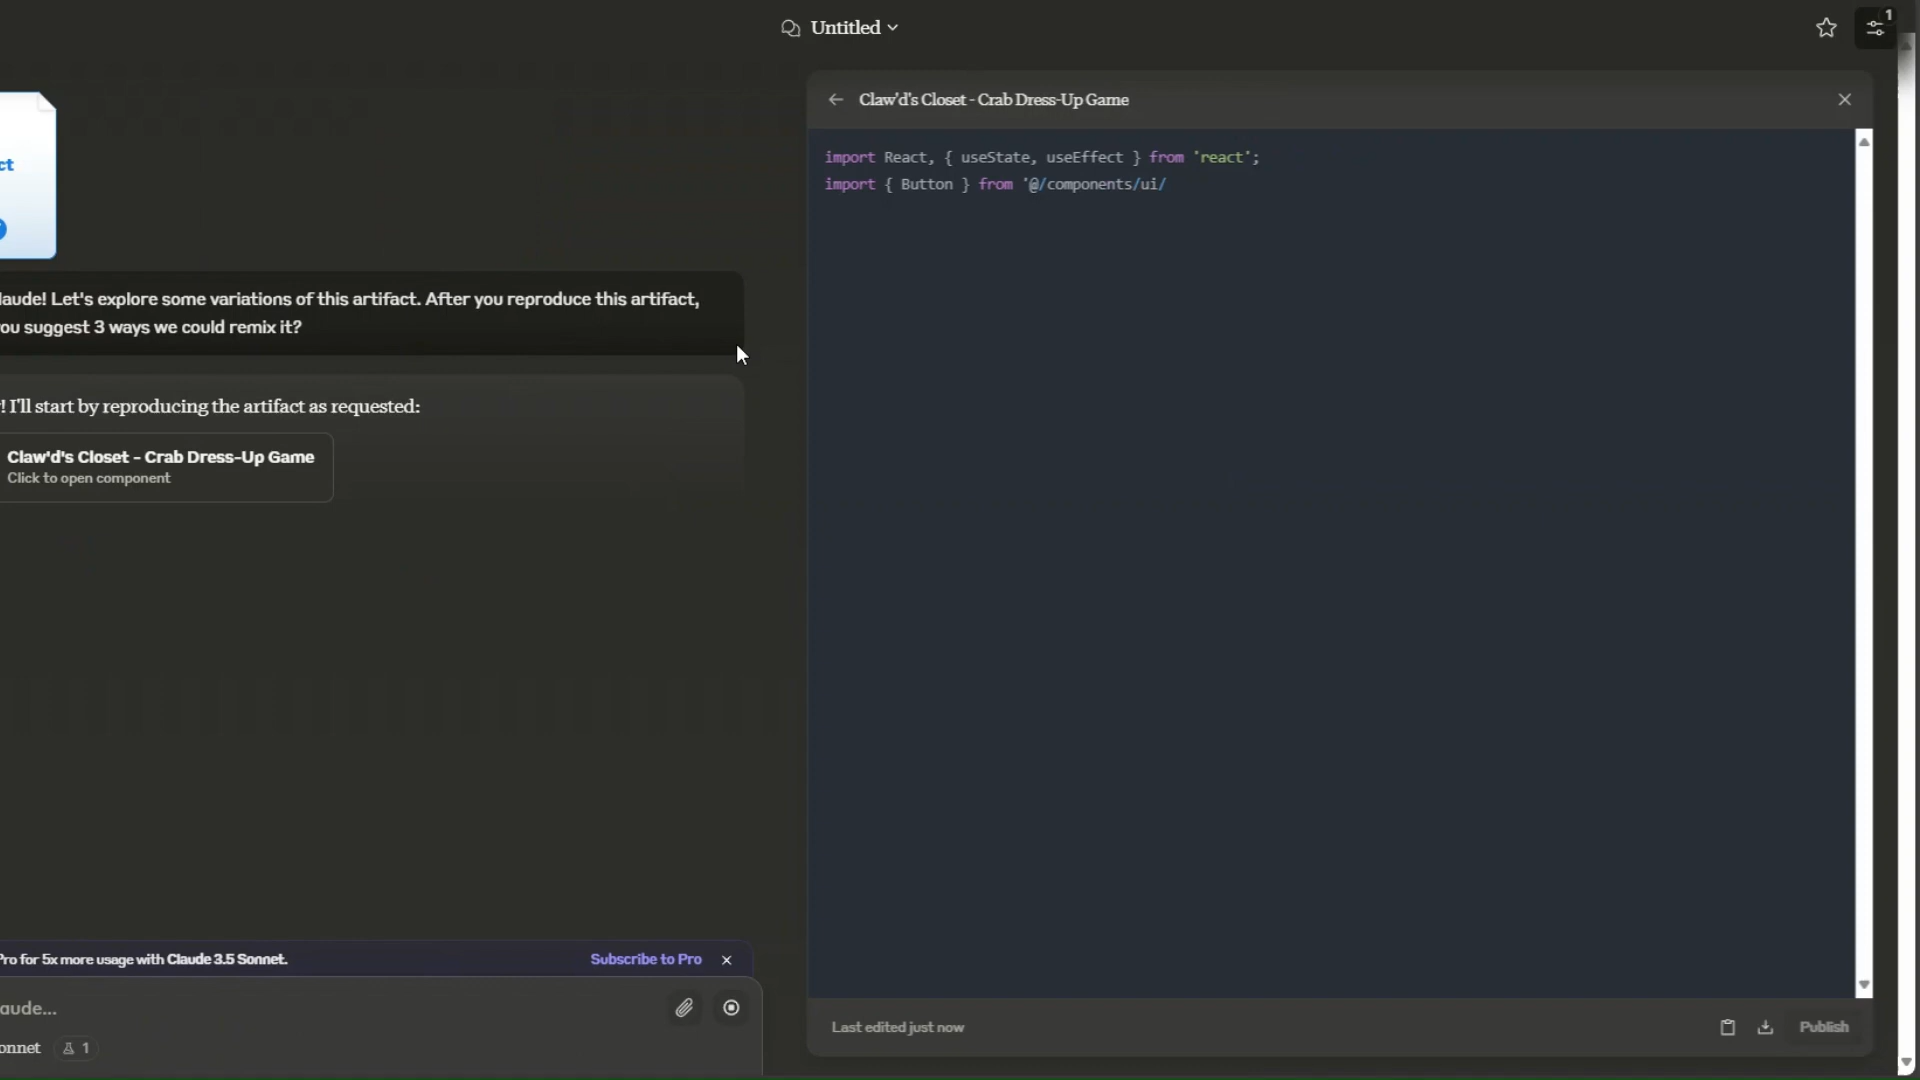 Untitled
1
Claw'd's Closet - Crab Dress-Up Game
import React, { useState, useEffect } from 'react';
import { Button } from '@/components/ui/
ct
laude! Let's explore some variations of this artifact. After you reproduce this artifact,
ou suggest 3 ways we could remix it?
! I'll start by reproducing the artifact as requested:
Claw'd's Closet - Crab Dress-Up Game
Click to open component
Pro for 5x more usage with Claude 3.5 Sonnet.
Subscribe to Pro
aude...
onnet
1
Last edited just now
Publish